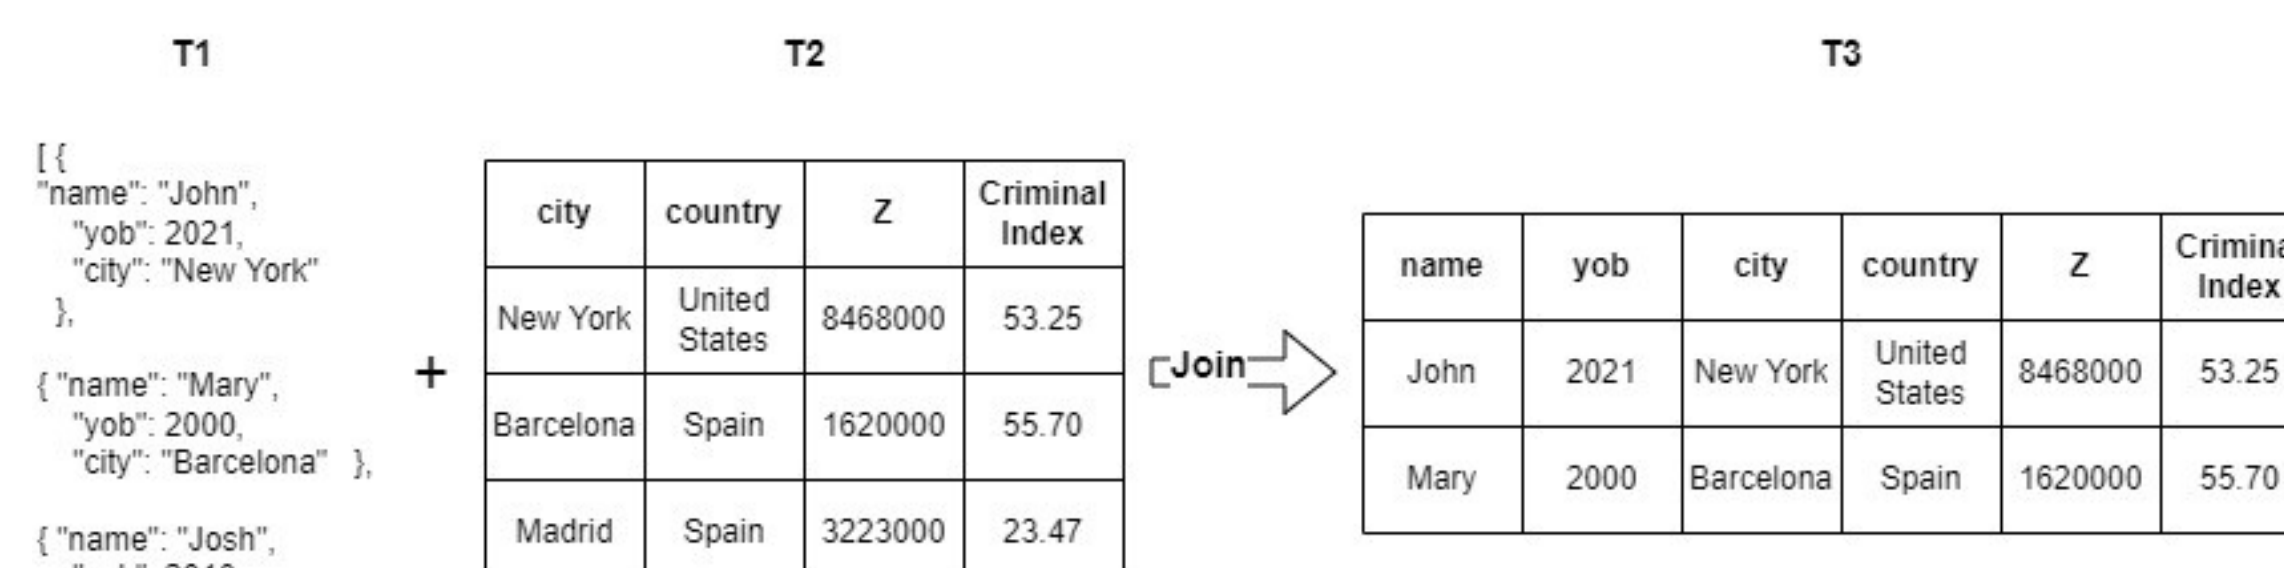 T1
T2
T3
[ {
"name": "John",
"yob": 2021,
"city": "New York"
},
{ "name": "Mary",
"yob": 2000,
"city": "Barcelona" },
{ "name": "Josh",
+
city country Z Criminal Index
New York United States 8468000 53.25
Barcelona Spain 1620000 55.70
Madrid Spain 3223000 23.47
Join
name yob city country Z Crimina Index
John 2021 New York United States 8468000 53.25
Mary 2000 Barcelona Spain 1620000 55.70